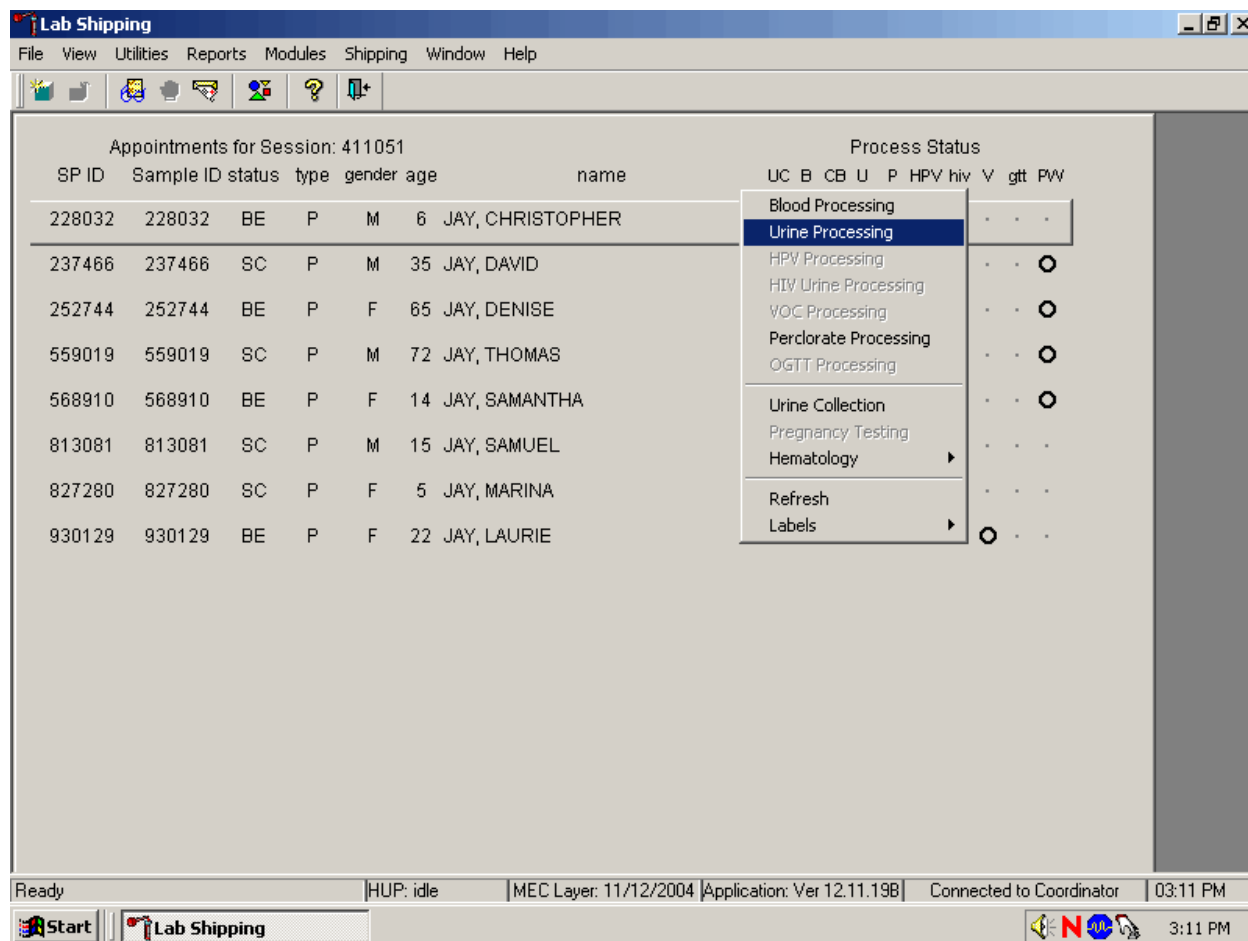 Lab Shipping
File View Utilities Reports Modules Shipping Window Help
Appointments for Session: 411051 Process Status
SP ID Sample ID status type gender age name UC B CB U P HPV hiv V gtt PW
228032 228032 BE P M 6 JAY, CHRISTOPHER
237466 237466 SC P M 35 JAY, DAVID
252744 252744 BE P F 65 JAY, DENISE
559019 559019 SC P M 72 JAY, THOMAS
568910 568910 BE P F 14 JAY, SAMANTHA
813081 813081 SC P M 15 JAY, SAMUEL
827280 827280 SC P F 5 JAY, MARINA
930129 930129 BE P F 22 JAY, LAURIE
Blood Processing
Urine Processing
HPV Processing
HIV Urine Processing
VOC Processing
Perclorate Processing
OGTT Processing
Urine Collection
Pregnancy Testing
Hematology
Refresh
Labels
Ready HUP: idle MEC Layer: 11/12/2004 Application: Ver 12.11.19B Connected to Coordinator 03:11 PM
Start Lab Shipping N 3:11 PM